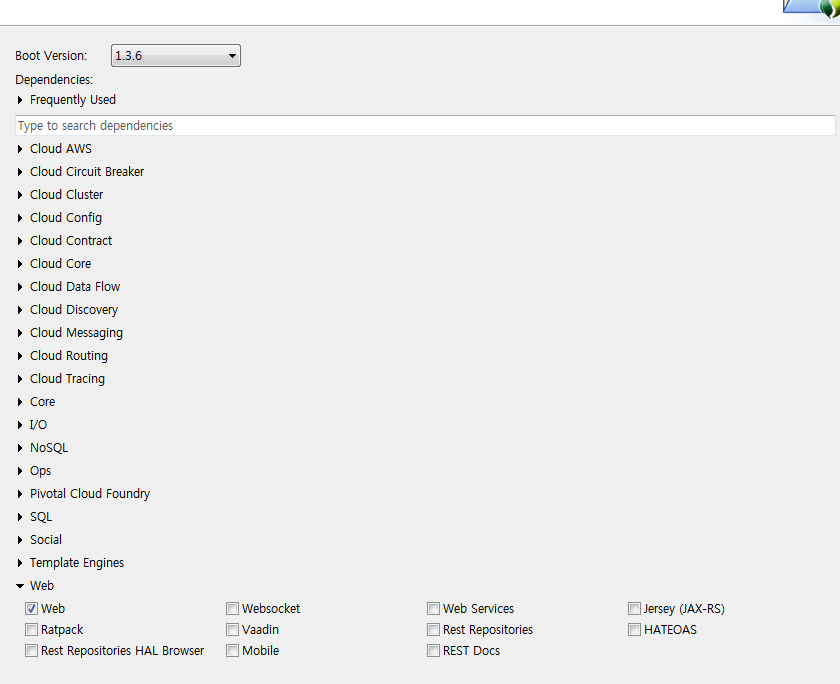 Boot Version: 1.3.6
Dependencies:
Frequently Used
Type to search dependencies
Cloud AWS
Cloud Circuit Breaker
Cloud Cluster
Cloud Config
Cloud Contract
Cloud Core
Cloud Data Flow
Cloud Discovery
Cloud Messaging
Cloud Routing
Cloud Tracing
Core
I/O
NoSQL
Ops
Pivotal Cloud Foundry
SQL
Social
Template Engines
Web
Web Websocket Web Services Jersey (JAX-RS)
Ratpack Vaadin Rest Repositories HATEOAS
Rest Repositories HAL Browser Mobile REST Docs